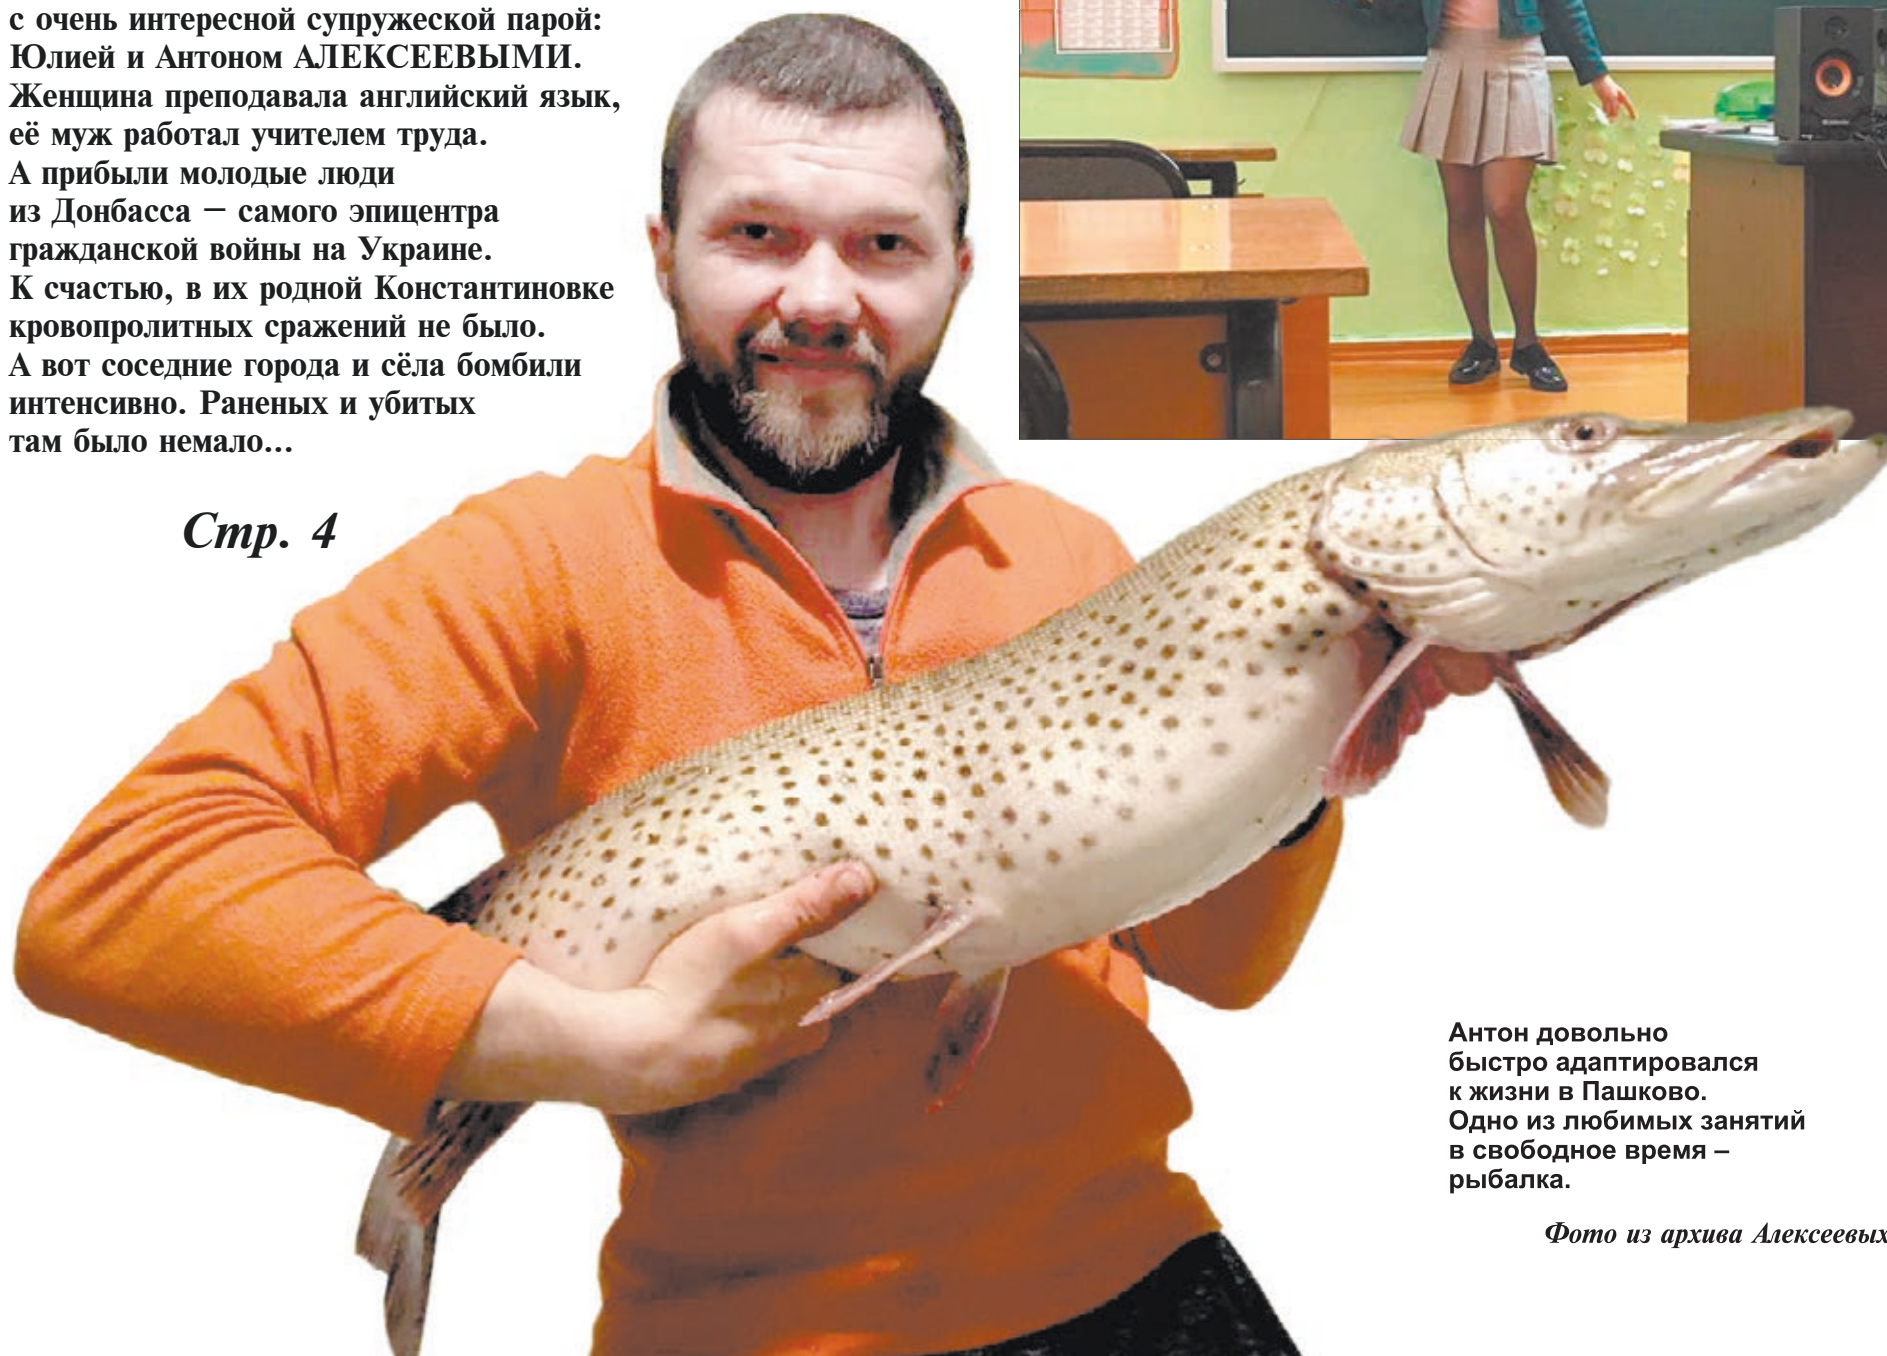 с очень интересной супружеской парой:
Юлией и Антоном АЛЕКСЕЕВЫМИ.
Женщина преподавала английский язык,
её муж работал учителем труда.
А прибыли молодые люди
из Донбасса – самого эпицентра
гражданской войны на Украине.
К счастью, в их родной Константиновке
кровопролитных сражений не было.
А вот соседние города и сёла бомбили
интенсивно. Раненых и убитых
там было немало...
Стр. 4
Антон довольно
быстро адаптировался
к жизни в Пашково.
Одно из любимых занятий
в свободное время –
рыбалка.
Фото из архива Алексеевых